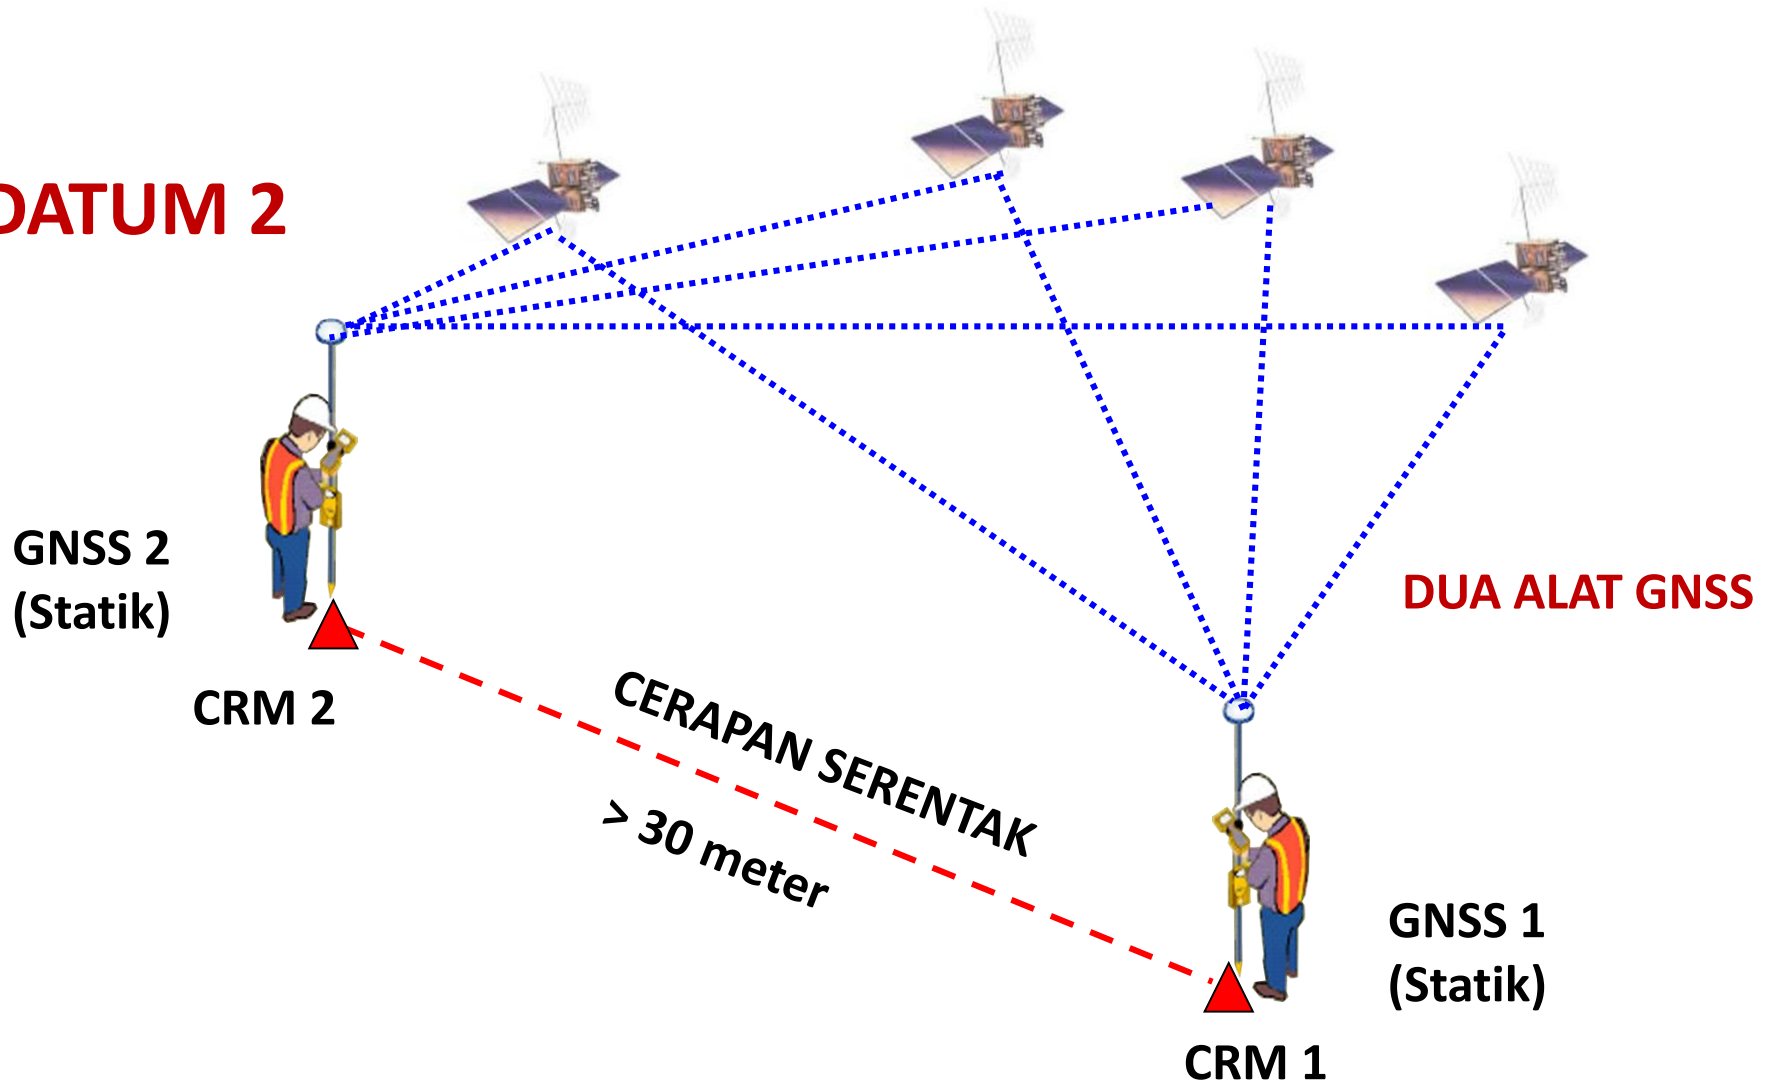 DATUM 2
GNSS 2
(Statik)
DUA ALAT GNSS
CRM 2
CERAPAN SERENTAK
> 30 meter
GNSS 1
(Statik)
CRM 1